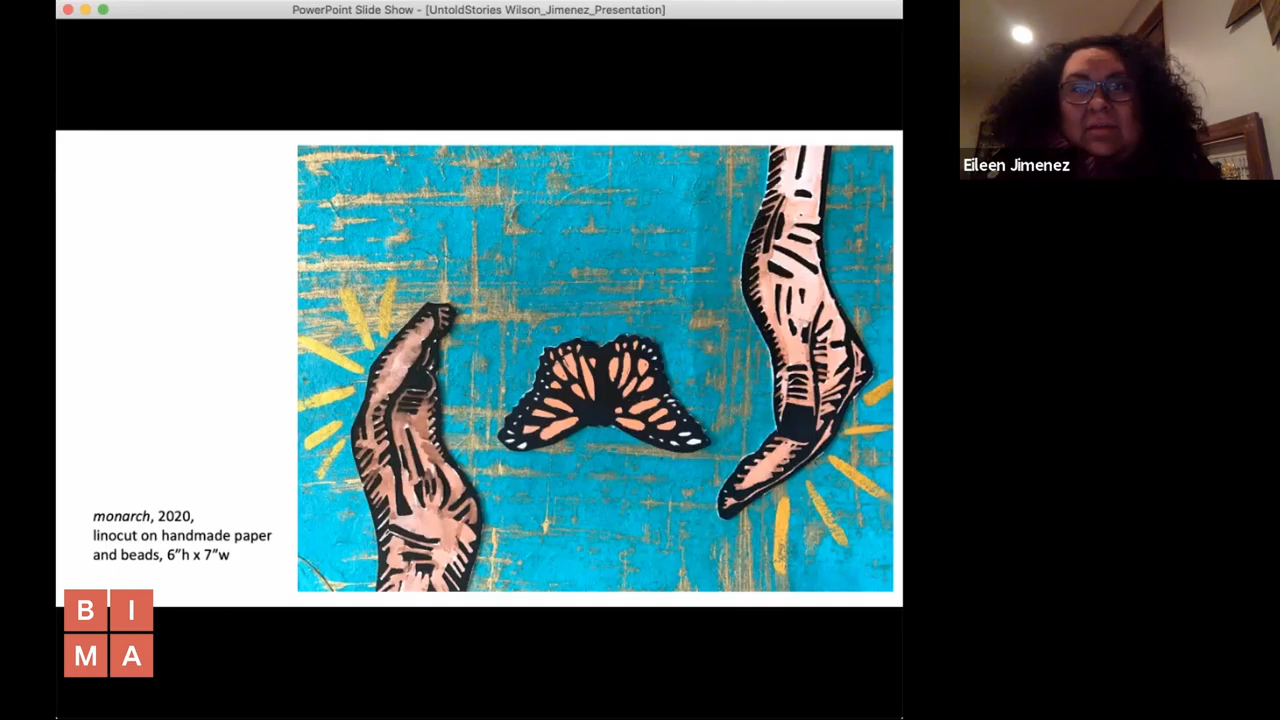 PowerPoint Slide Show - [UntoldStories Wilson_Jimenez_Presentation]
Eileen Jimenez
monarch, 2020,
linocut on handmade paper
and beads, 6”h x 7”w
B I
M A